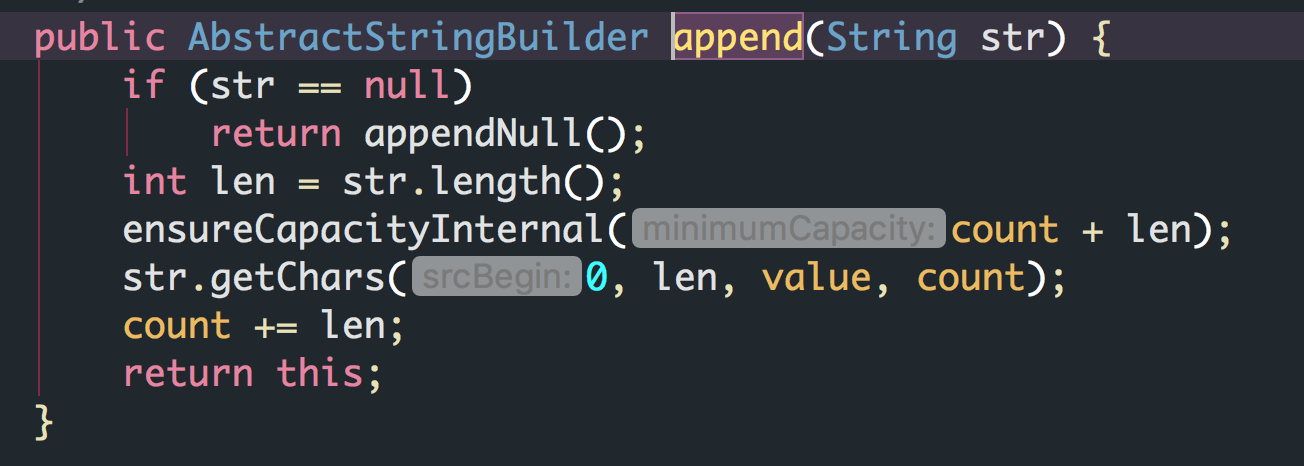 public AbstractStringBuilder append(String str) {
if (str == null)
return appendNull();
int len = str.length();
ensureCapacityInternal( minimumCapacity: count + len);
str.getChars( srcBegin: 0, len, value, count);
count += len;
return this;
}